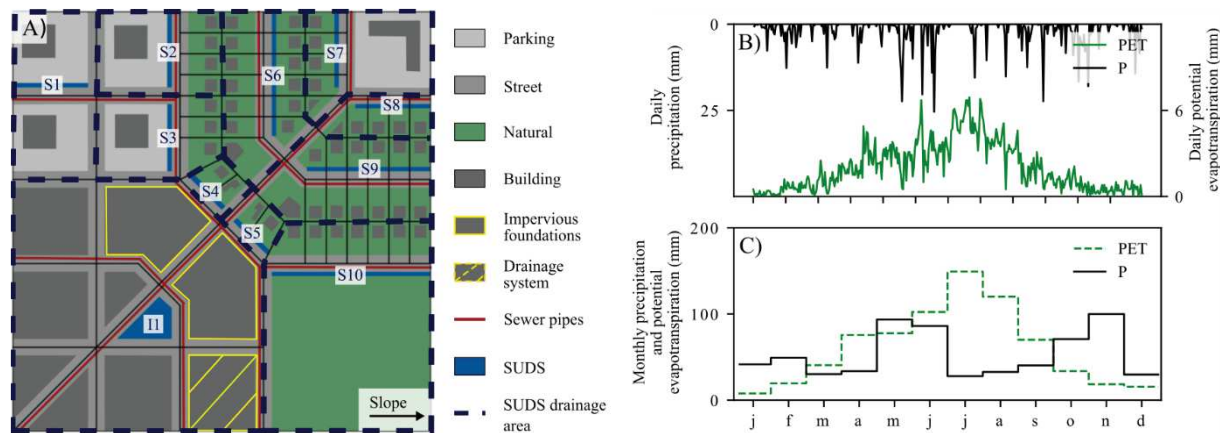 A)
S1
S2
S3
S4
S5
S6
S7
S8
S9
S10
I1
Slope
Parking
Street
Natural
Building
Impervious
foundations
Drainage
system
Sewer pipes
SUDS
SUDS drainage
area
B)
Daily
precipitation (mm)
0
25
PET
P
6
0
Daily potential
evapotranspiration (mm)
C)
Monthly precipitation
and potential
evapotranspiration (mm)
200
100
0
PET
P
j f m a m j j a s o n d